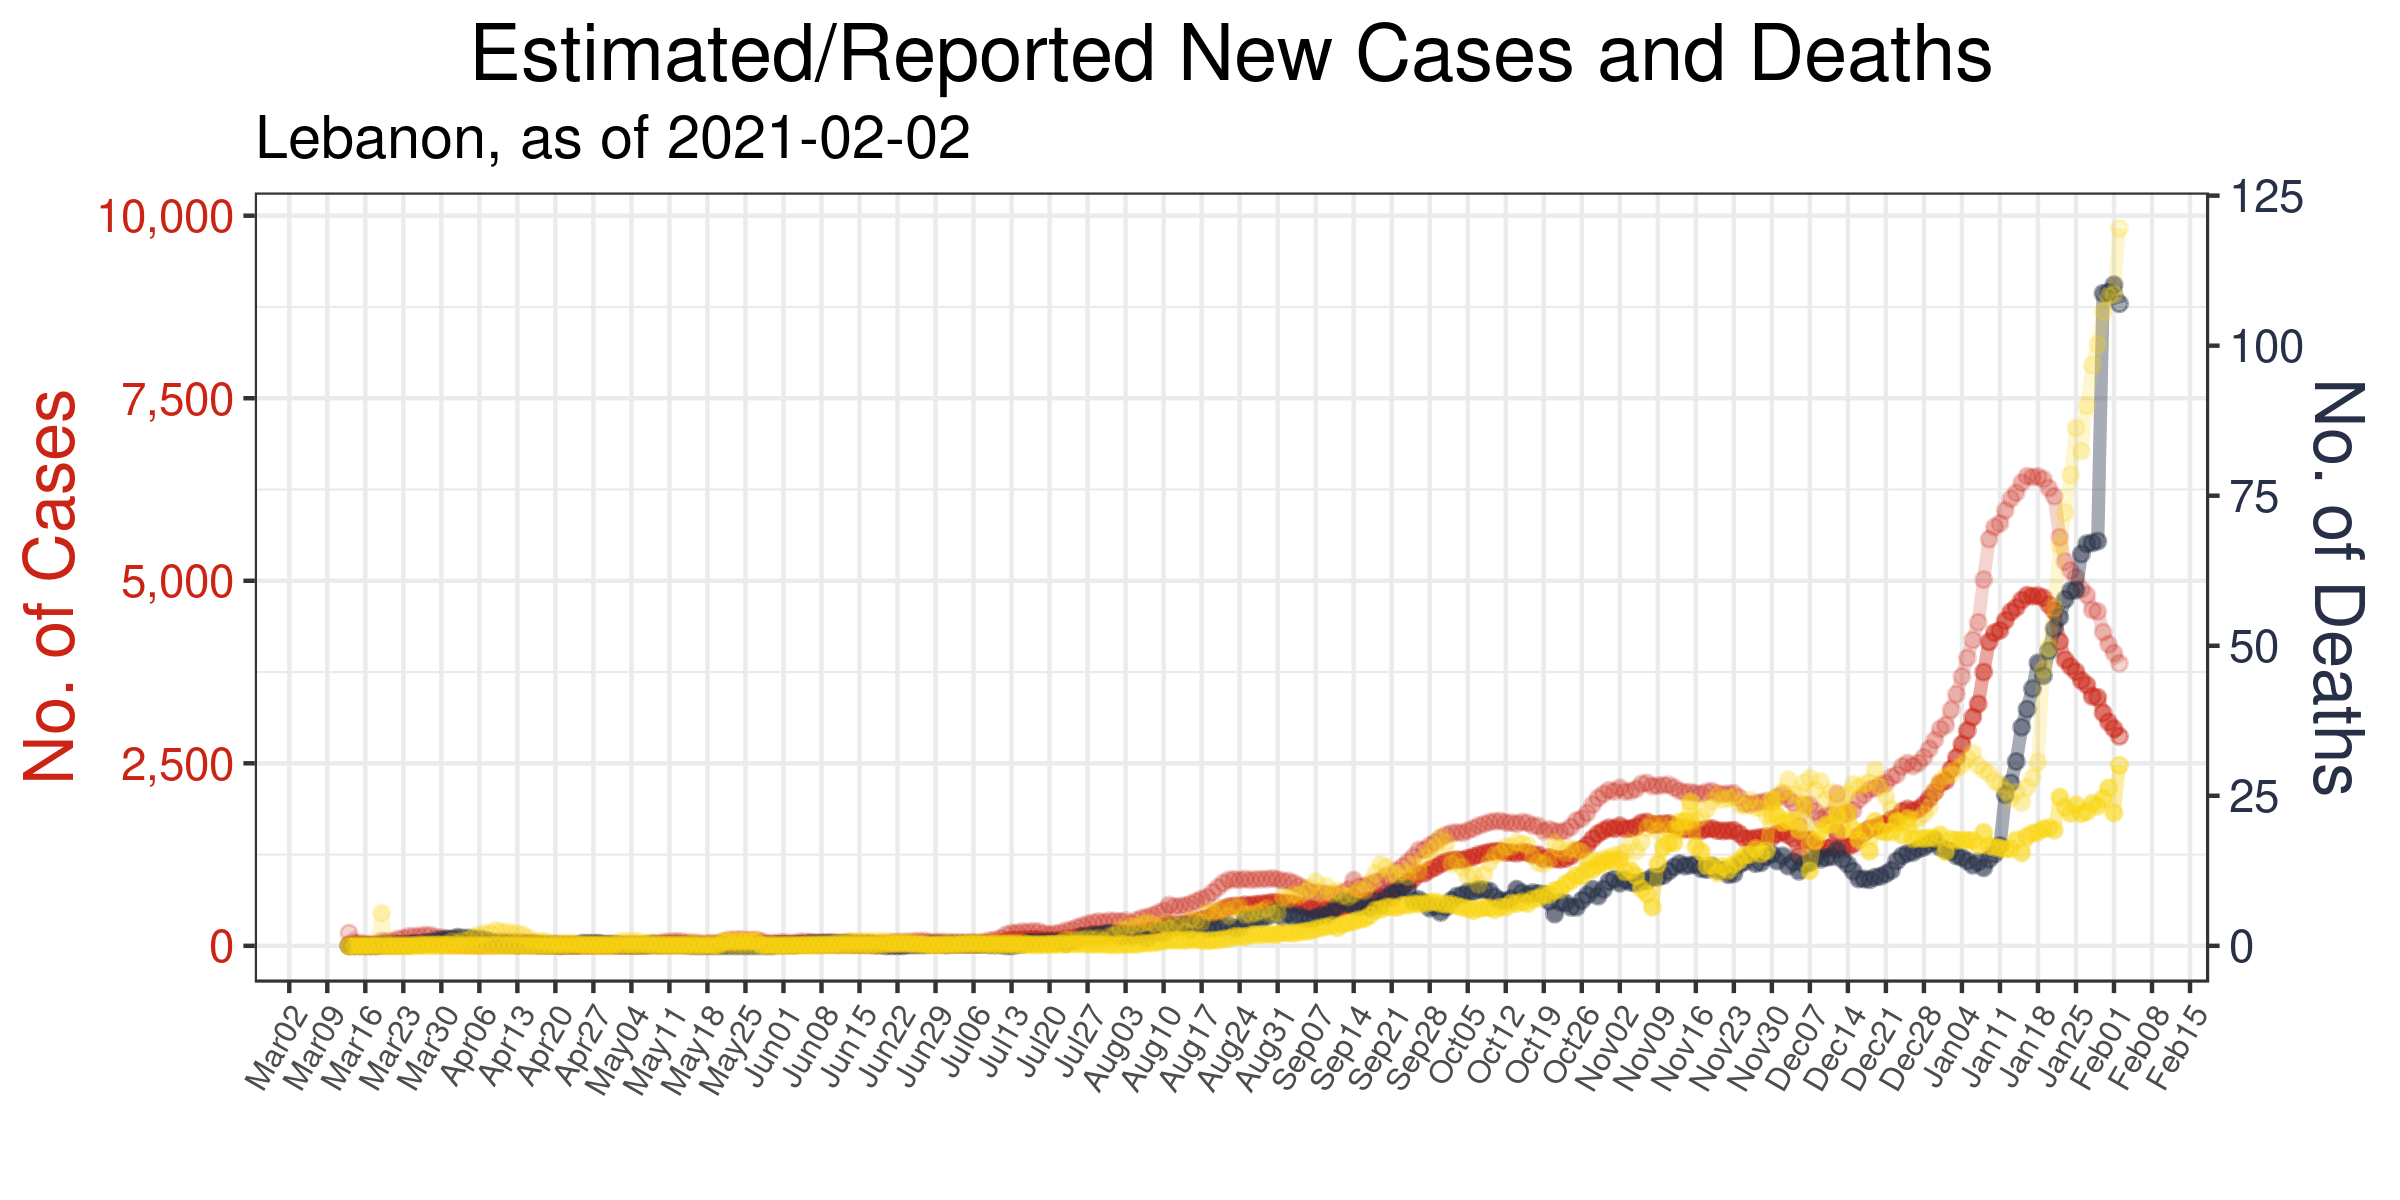 Estimated/Reported New Cases and Deaths
Lebanon, as of 2021-02-02
No. of Cases
10,000
7,500
5,000
2,500
0
125
100
75
50
25
0
No. of Deaths
Mar02 Mar09 Mar16 Mar23 Mar30 Apr06 Apr13 Apr20 Apr27 May04 May11 May18 May25 Jun01 Jun08 Jun15 Jun22 Jun29 Jul06 Jul13 Jul20 Jul27 Aug03 Aug10 Aug17 Aug24 Aug31 Sep07 Sep14 Sep21 Sep28 Oct05 Oct12 Oct19 Oct26 Nov02 Nov09 Nov16 Nov23 Nov30 Dec07 Dec14 Dec21 Dec28 Jan04 Jan11 Jan18 Jan25 Feb01 Feb08 Feb15